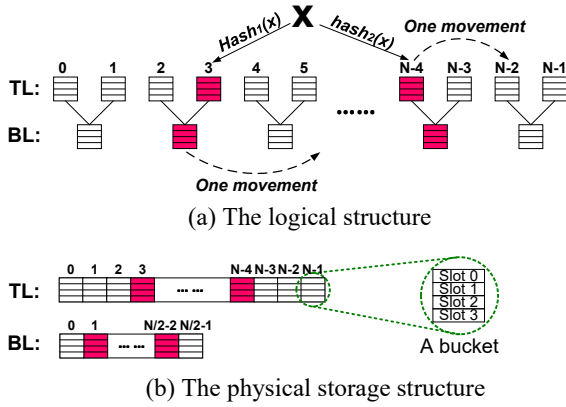 X
Hash1(x)
hash2(x)
One movement
0 1 2 3 4 5 N-4 N-3 N-2 N-1
TL:
......
BL:
One movement
(a) The logical structure
0 1 2 3 N-4 N-3 N-2 N-1
TL: ... ...
0 1 N/2-2 N/2-1
BL: ... ...
Slot 0
Slot 1
Slot 2
Slot 3
A bucket
(b) The physical storage structure